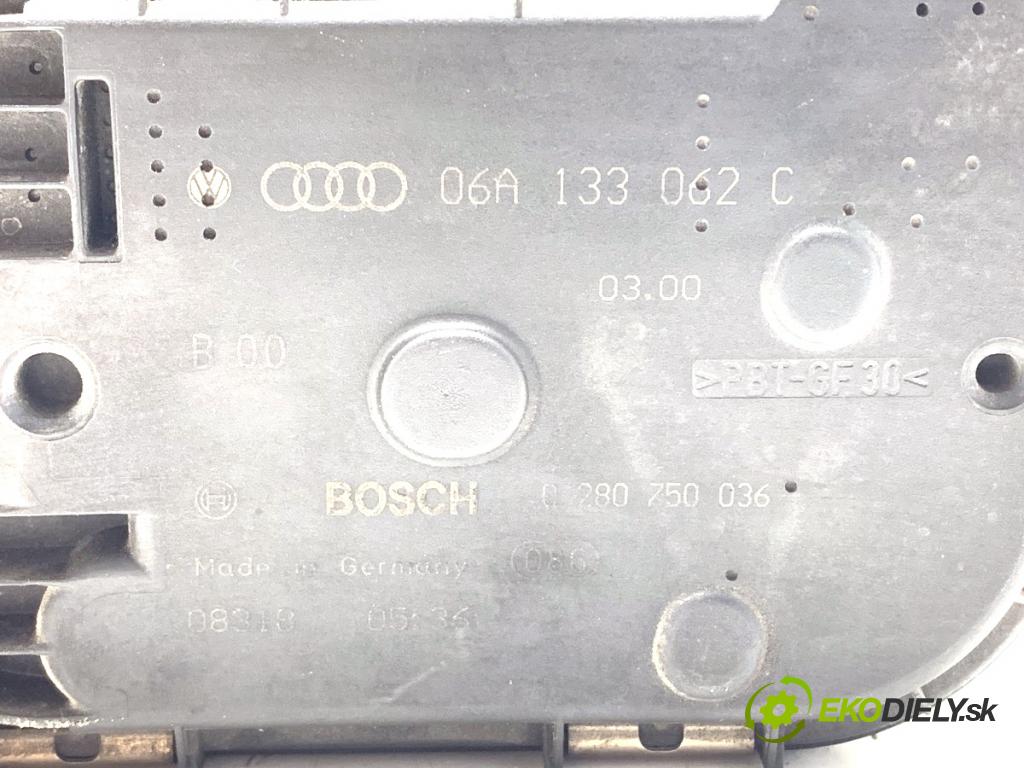 06A 133 062 C
03.00
B 00
>PBT-GF30<
BOSCH 0 280 750 036
Made in Germany 086
08318
EKODIELY.sk